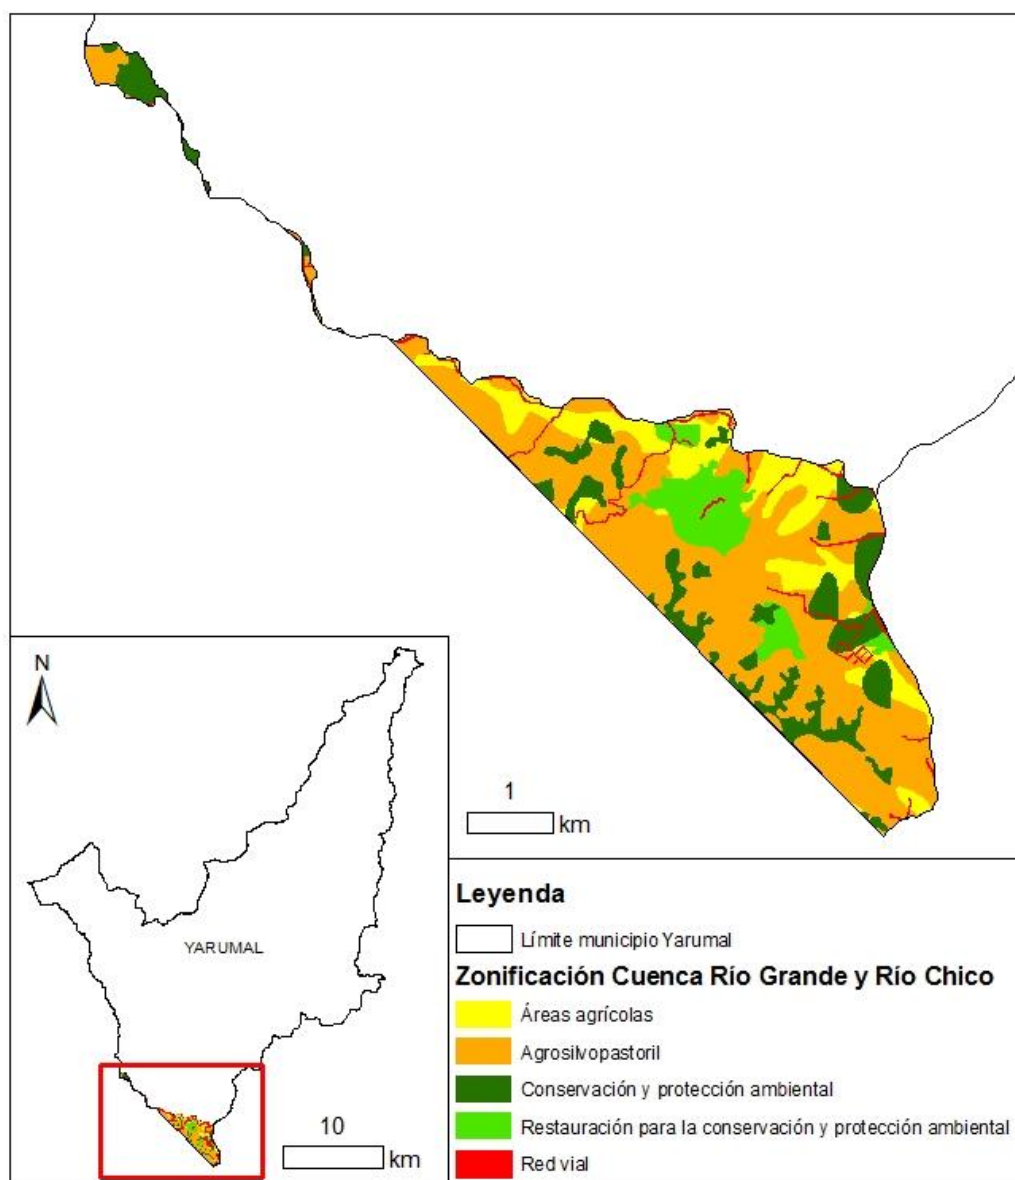 1
km
N
YARUMAL
10
km
Leyenda
Límite municipio Yarumal
Zonificación Cuenca Río Grande y Río Chico
Áreas agrícolas
Agrosilvopastoril
Conservación y protección ambiental
Restauración para la conservación y protección ambiental
Red vial